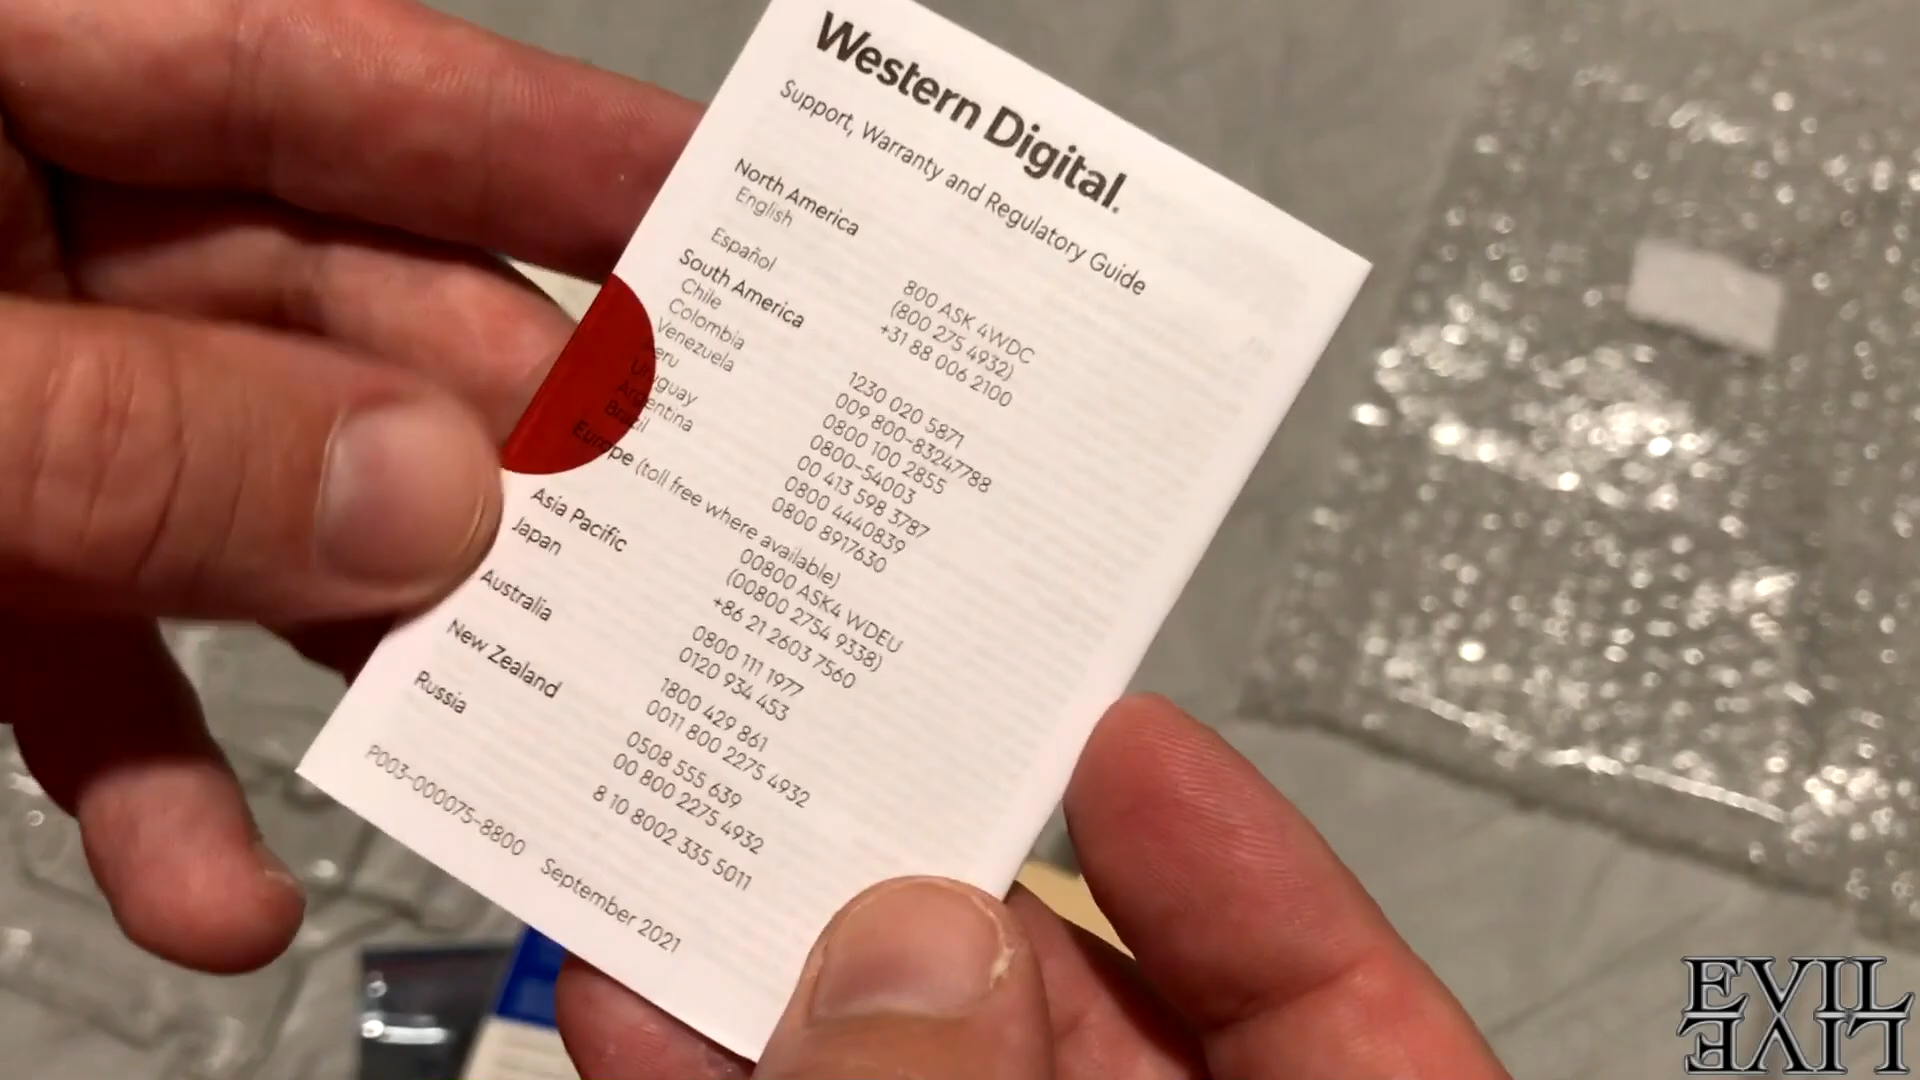 Western Digital.
Support, Warranty and Regulatory Guide
North America
English 800 ASK 4WDC
(800 275 4932)
Español +31 88 006 2100
South America
Chile 1230 020 5871
Colombia 009 800-83247788
Venezuela 0800 100 2855
Peru 0800-54003
Uruguay 00 413 598 3787
Argentina 0800 4440839
Brazil 0800 8917630
Europe (toll free where available)
00800 ASK4 WDEU
(00800 2754 9338)
Asia Pacific +86 21 2603 7560
Japan 0800 111 1977
0120 934 453
Australia 1800 429 861
0011 800 2275 4932
New Zealand 0508 555 639
00 800 2275 4932
Russia 8 10 8002 335 5011
P003-000075-8800 September 2021
EVIL
EVIL